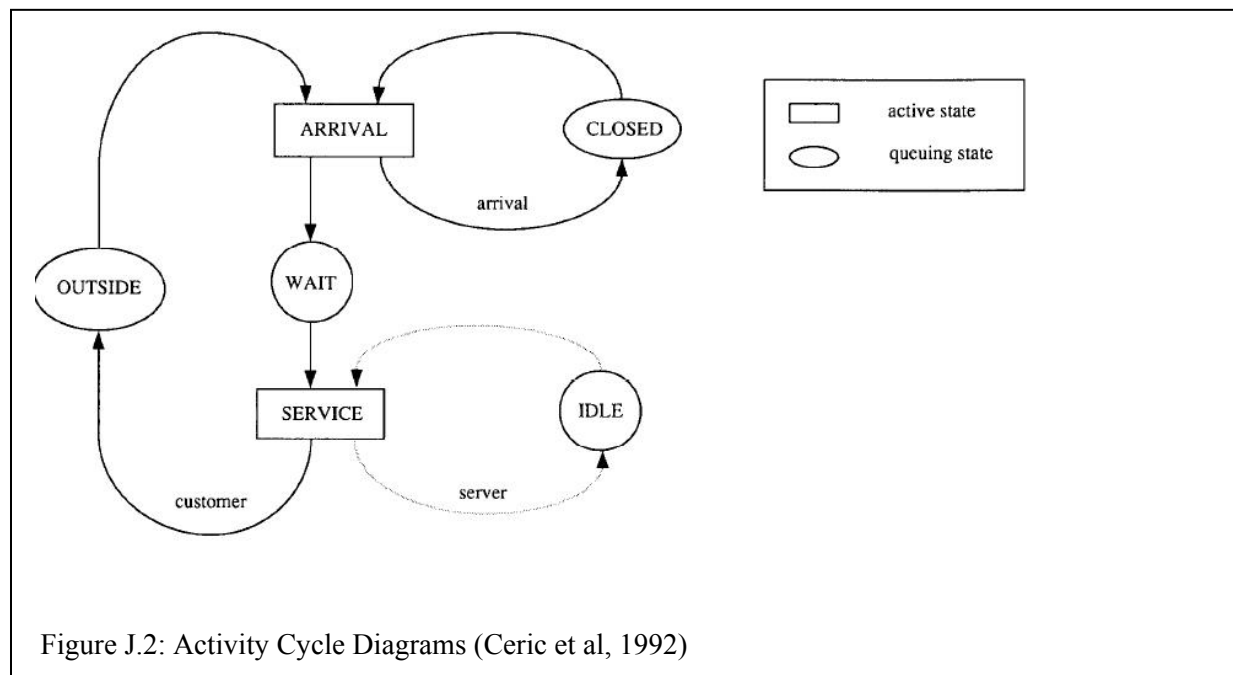 ARRIVAL
CLOSED
active state
queuing state
arrival
OUTSIDE
WAIT
SERVICE
IDLE
customer
server
Figure J.2: Activity Cycle Diagrams (Ceric et al, 1992)